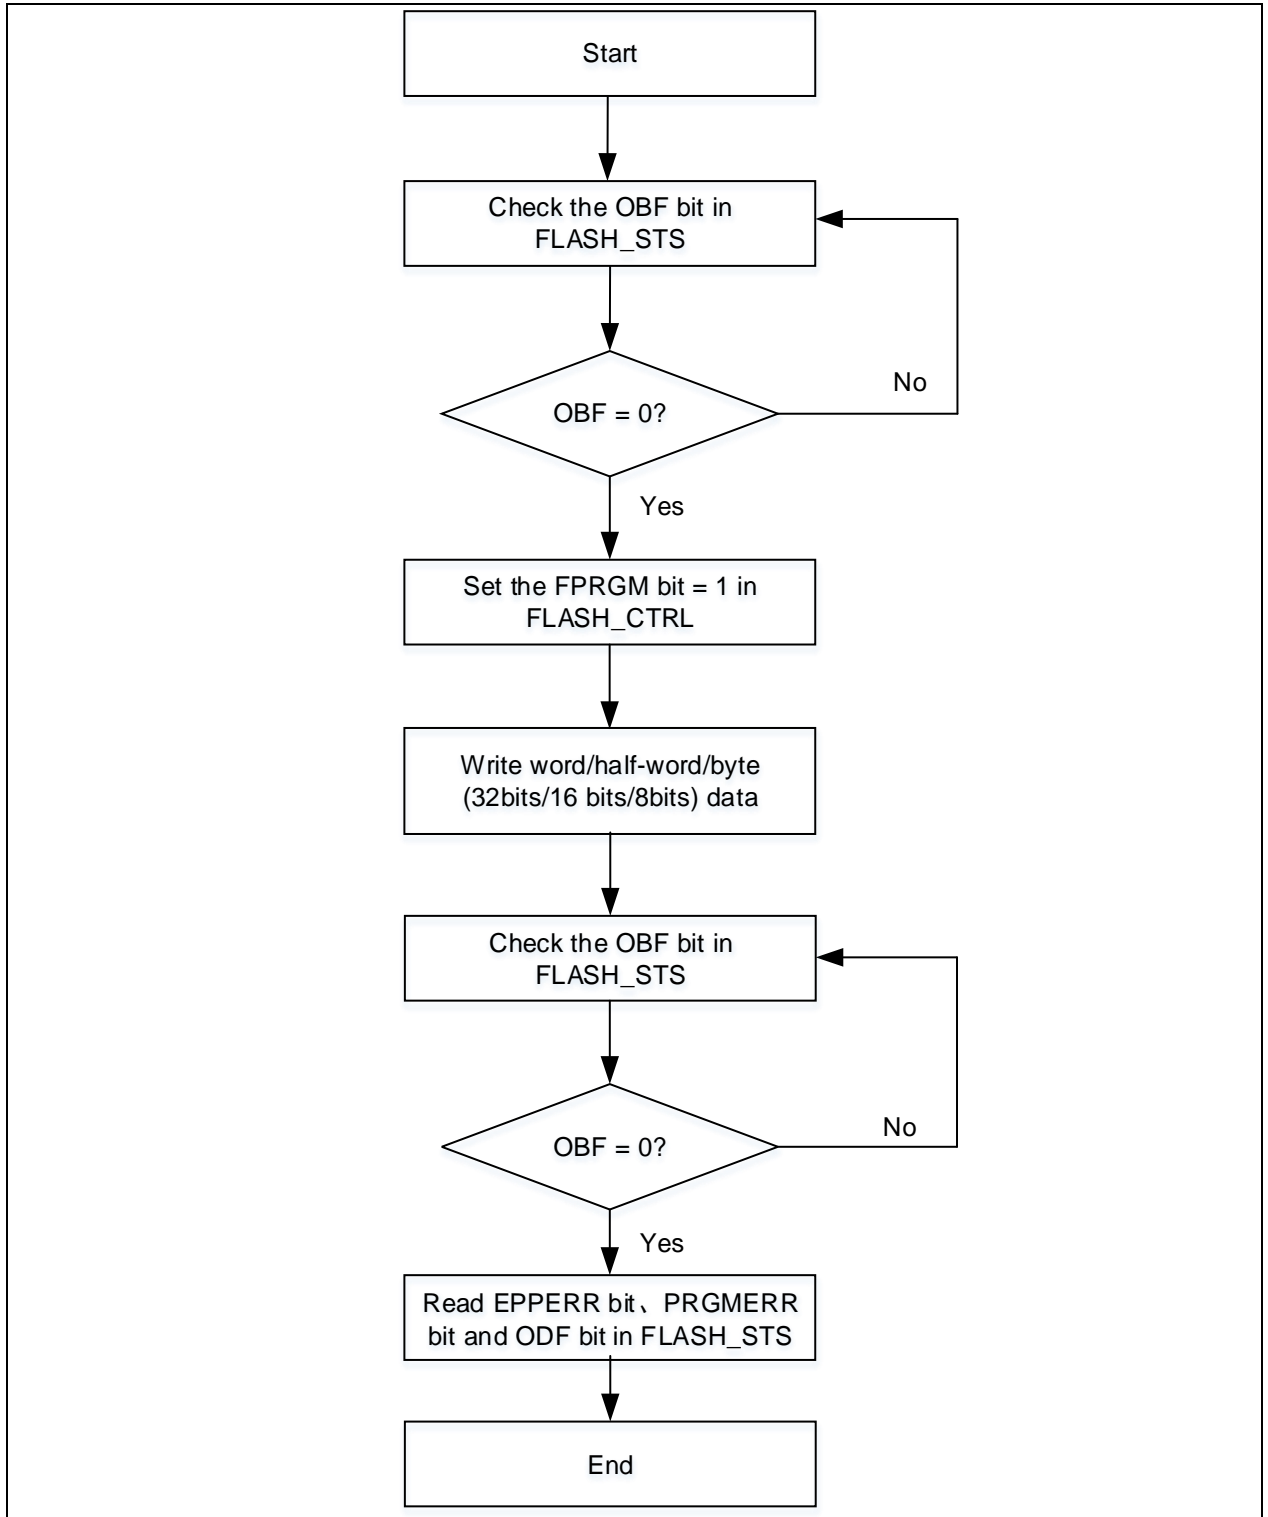 Start
Check the OBF bit in
FLASH_STS
No
OBF = 0?
Yes
Set the FPRGM bit = 1 in
FLASH_CTRL
Write word/half-word/byte
(32bits/16 bits/8bits) data
Check the OBF bit in
FLASH_STS
No
OBF = 0?
Yes
Read EPPERR bit、PRGMERR
bit and ODF bit in FLASH_STS
End